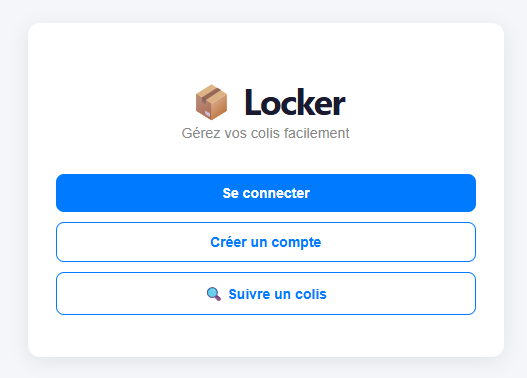 Locker
Gérez vos colis facilement
Se connecter
Créer un compte
Suivre un colis